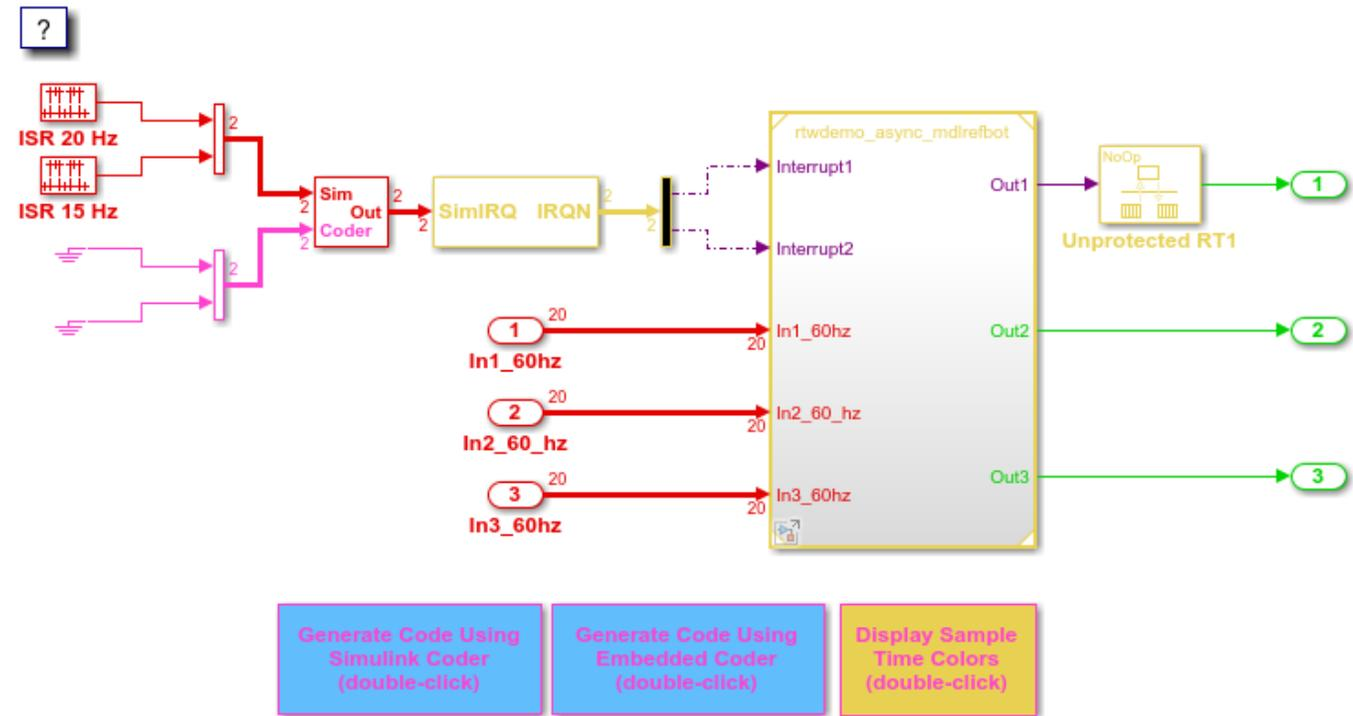 ?
ISR 20 Hz
ISR 15 Hz
2
2
Sim
Out
Coder
2
2
2
2
SimIRQ IRQN
2
2
rtwdemo_async_mdlrefbot
Interrupt1
Interrupt2
In1_60hz
In2_60_hz
In3_60hz
Out1
Out2
Out3
NoOp
Unprotected RT1
1
2
3
1
20
20
In1_60hz
2
20
20
In2_60_hz
3
20
20
In3_60hz
Generate Code Using
Simulink Coder
(double-click)
Generate Code Using
Embedded Coder
(double-click)
Display Sample
Time Colors
(double-click)